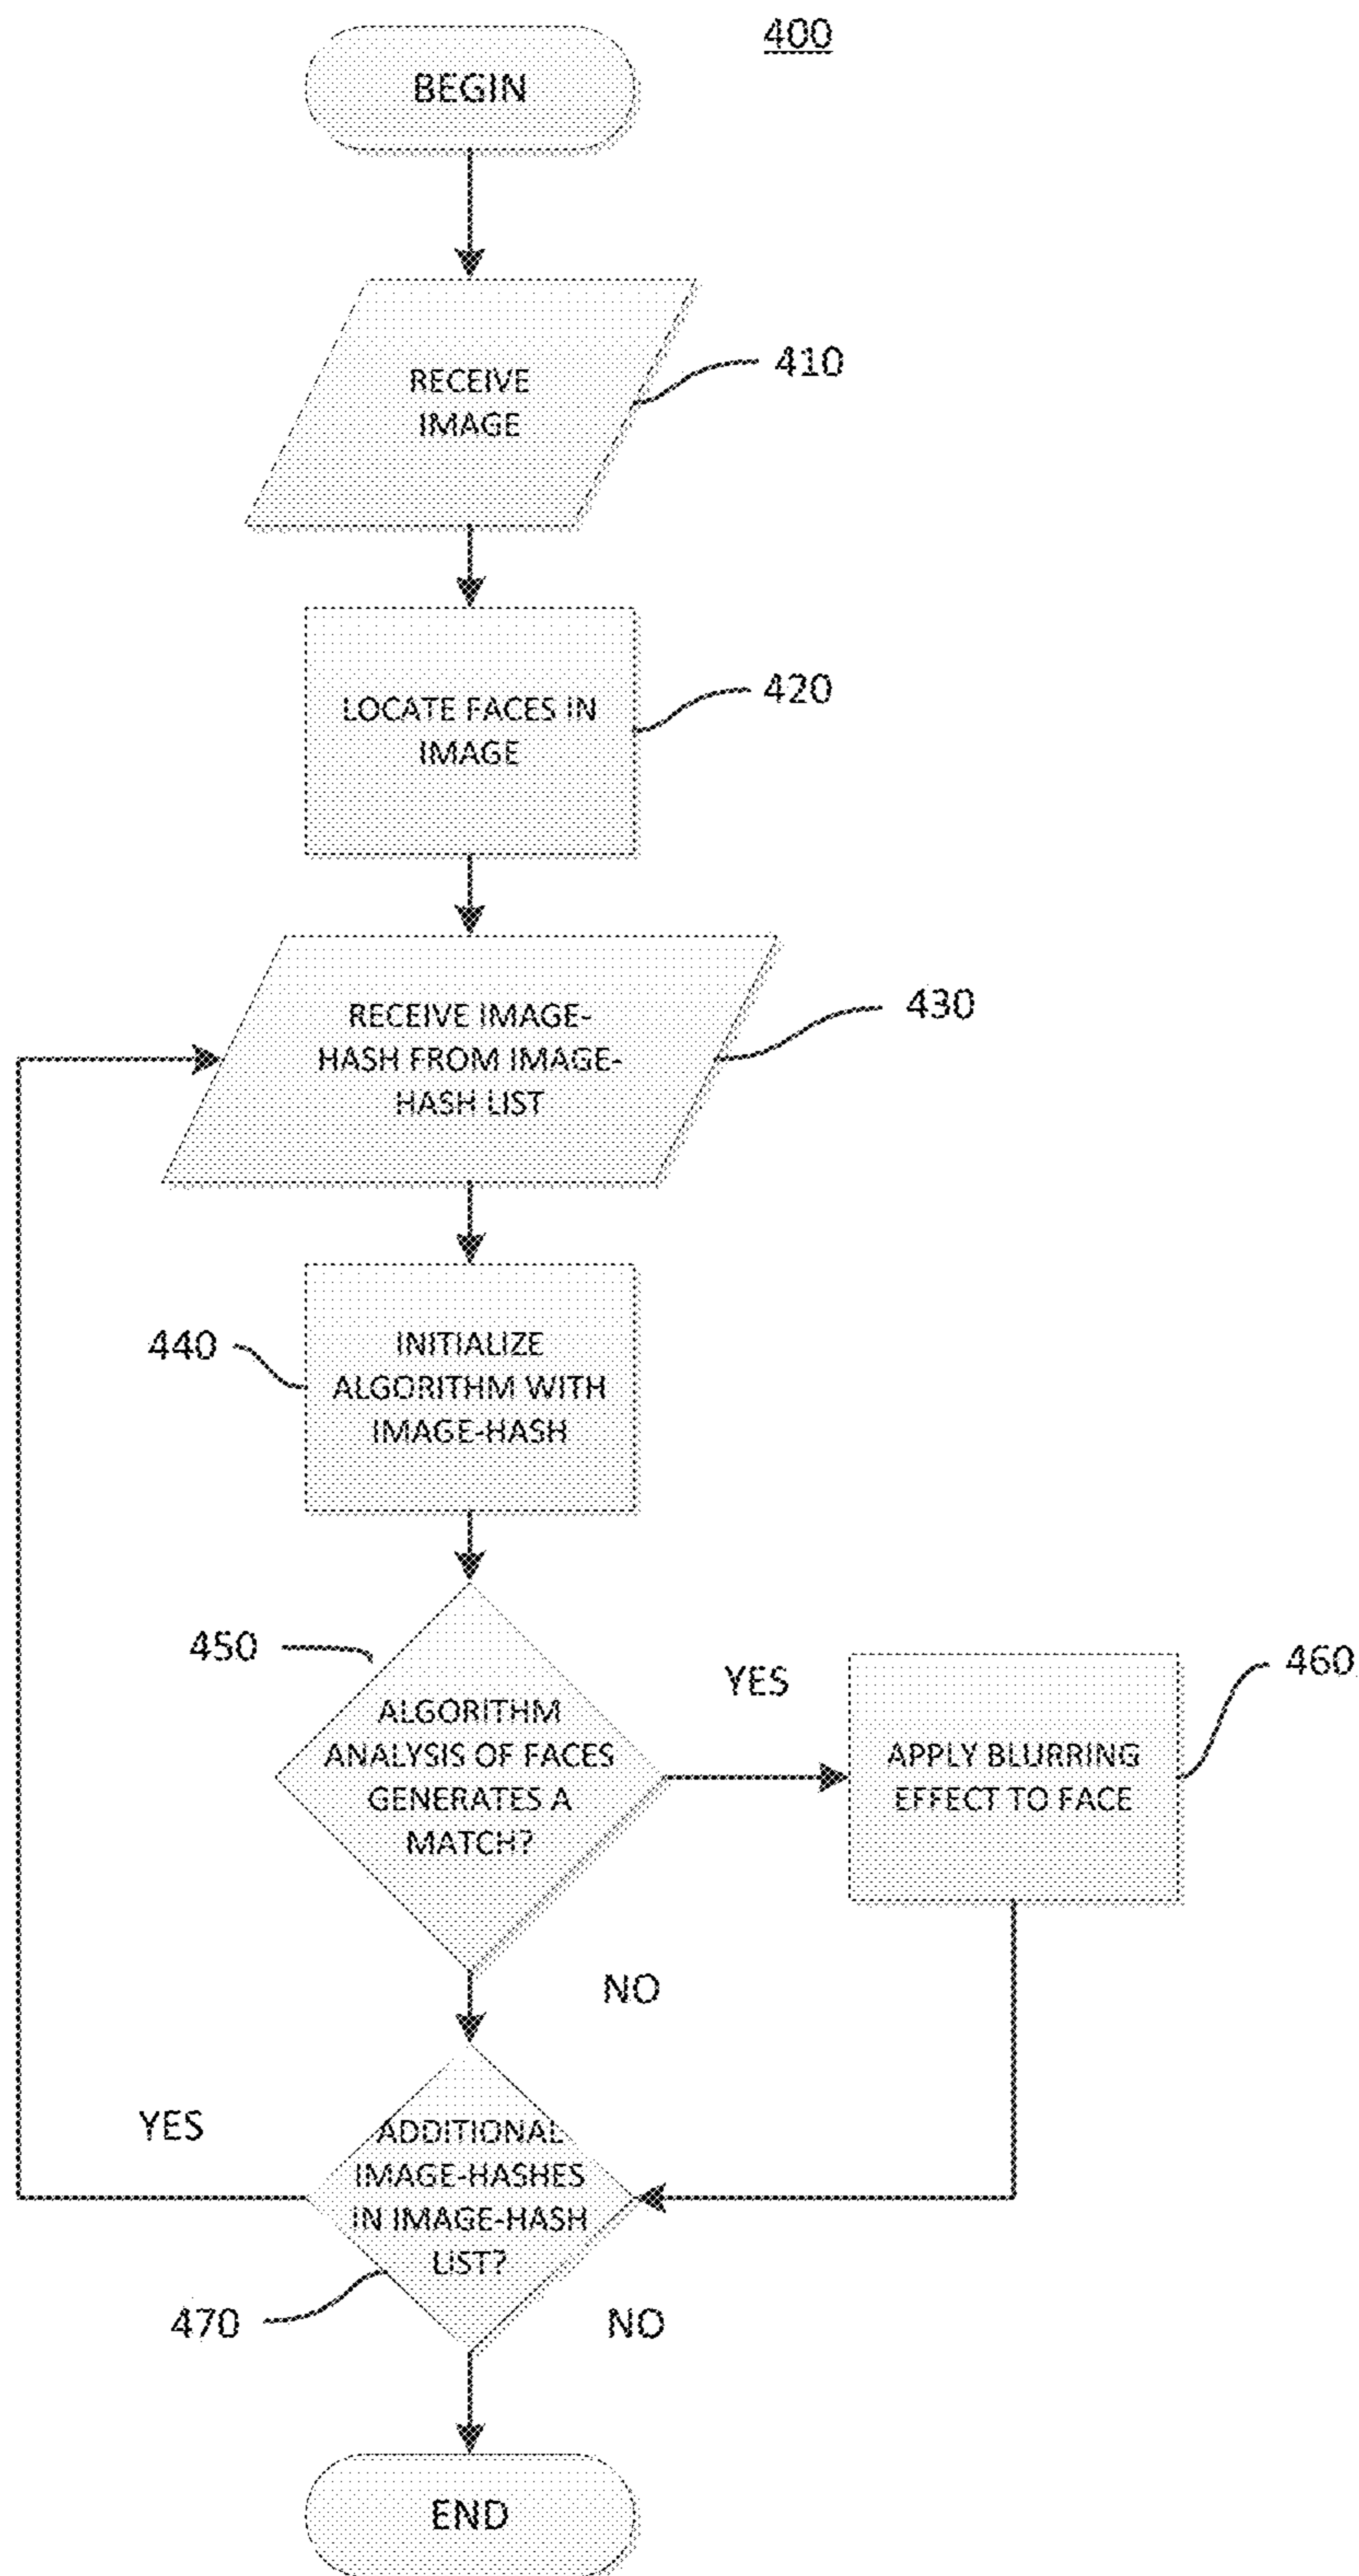 400
BEGIN
RECEIVE
IMAGE
410
LOCATE FACES IN
IMAGE
420
RECEIVE IMAGE-
HASH FROM IMAGE-
HASH LIST
430
440
INITIALIZE
ALGORITHM WITH
IMAGE-HASH
450
ALGORITHM
ANALYSIS OF FACES
GENERATES A
MATCH?
YES
APPLY BLURRING
EFFECT TO FACE
460
NO
YES
ADDITIONAL
IMAGE-HASHES
IN IMAGE-HASH
LIST?
470
NO
END